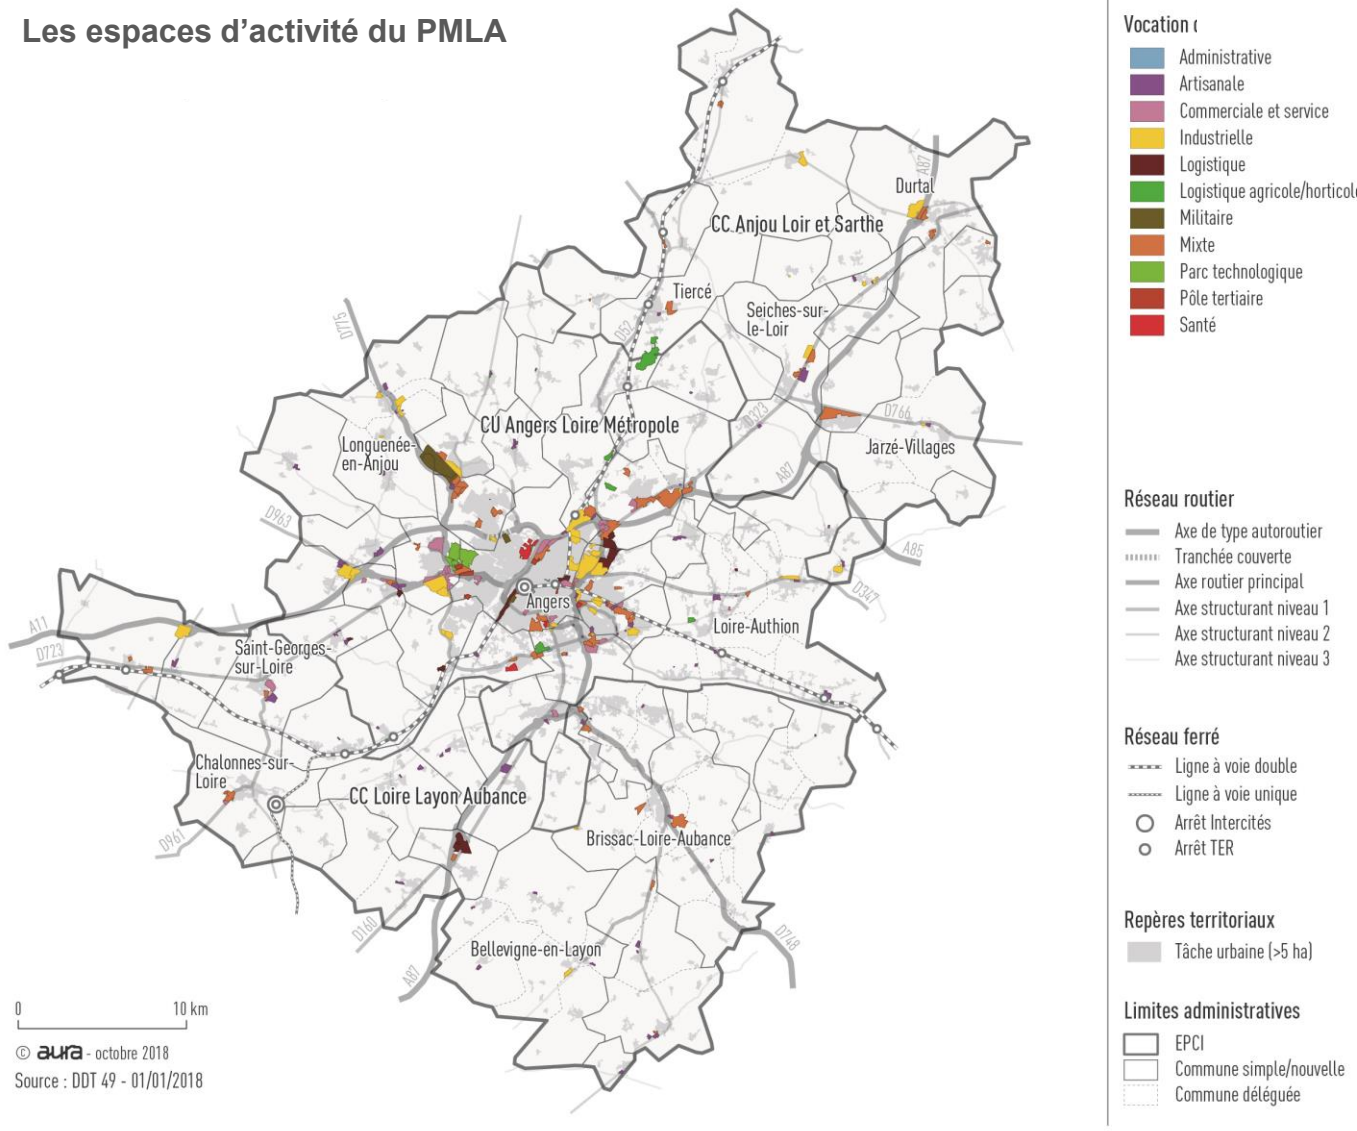 Les espaces d’activité du PMLA
CC Anjou Loir et Sarthe
Durtal
A87
Tiercé
Seiches-sur-
le-Loir
D52
D775
CU Angers Loire Métropole
D323
D766
Jarzé-Villages
Longuenée-
en-Anjou
A87
D963
A85
D347
Angers
Loire-Authion
A11
D723
Saint-Georges-
sur-Loire
Chalonnes-sur-
Loire
CC Loire Layon Aubance
D961
Brissac-Loire-Aubance
D160
Bellevigne-en-Layon
D748
A87
0 10 km
© aura - octobre 2018
Source : DDT 49 - 01/01/2018
Vocation
Administrative
Artisanale
Commerciale et service
Industrielle
Logistique
Logistique agricole/horticole
Militaire
Mixte
Parc technologique
Pôle tertiaire
Santé
Réseau routier
Axe de type autoroutier
Tranchée couverte
Axe routier principal
Axe structurant niveau 1
Axe structurant niveau 2
Axe structurant niveau 3
Réseau ferré
Ligne à voie double
Ligne à voie unique
Arrêt Intercités
Arrêt TER
Repères territoriaux
Tâche urbaine (>5 ha)
Limites administratives
EPCI
Commune simple/nouvelle
Commune déléguée